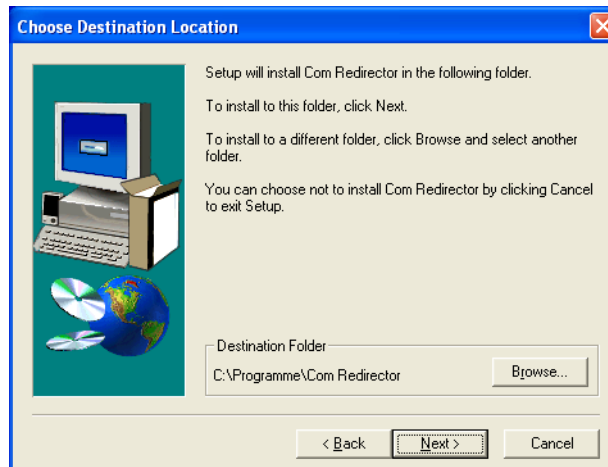 Choose Destination Location
Setup will install Com Redirector in the following folder.
To install to this folder, click Next.
To install to a different folder, click Browse and select another
folder.
You can choose not to install Com Redirector by clicking Cancel
to exit Setup.
Destination Folder
C:\Programme\Com Redirector
Browse...
< Back
Next >
Cancel